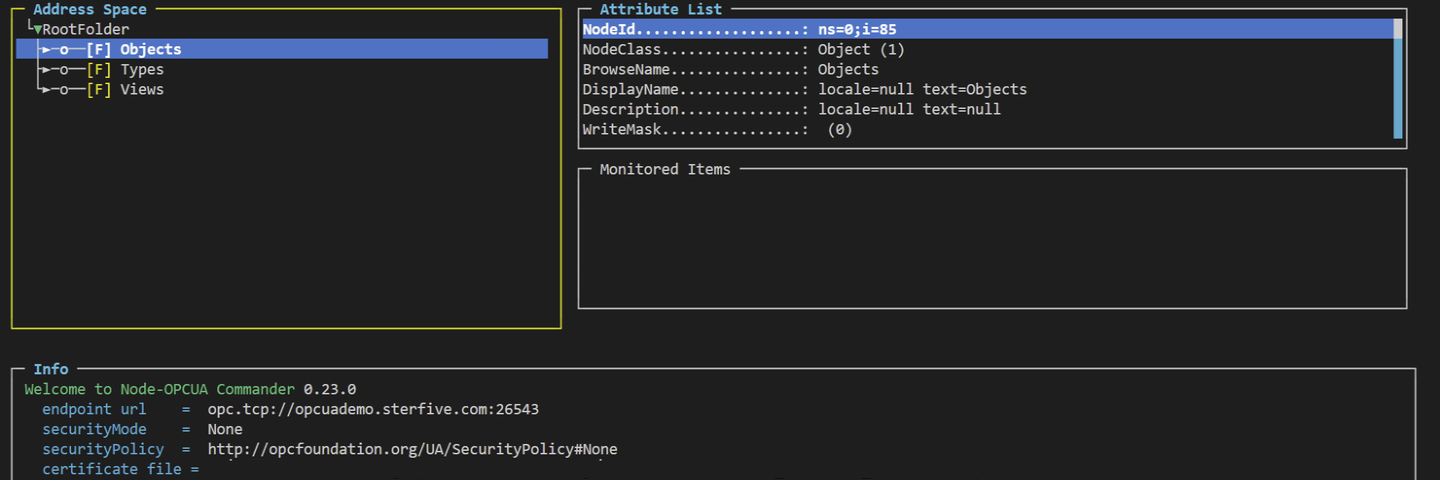 Address Space
RootFolder
[F] Objects
[F] Types
[F] Views
Attribute List
NodeId...................: ns=0;i=85
NodeClass................: Object (1)
BrowseName...............: Objects
DisplayName..............: locale=null text=Objects
Description..............: locale=null text=null
WriteMask................:  (0)
Monitored Items
Info
Welcome to Node-OPCUA Commander 0.23.0
endpoint url    =  opc.tcp://opcuademo.sterfive.com:26543
securityMode    =  None
securityPolicy  =  http://opcfoundation.org/UA/SecurityPolicy#None
certificate file =